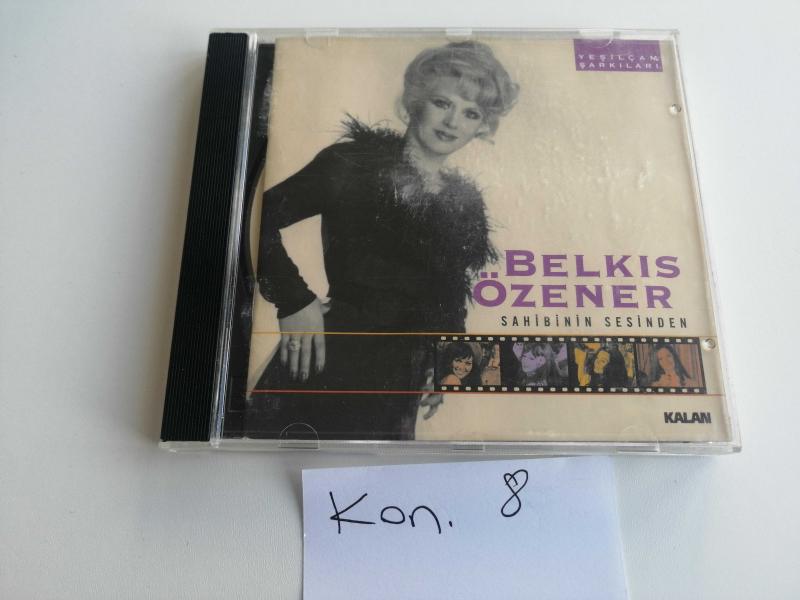 YEŞİLÇAM
ŞARKILARI
BELKIS
ÖZENER
SAHİBİNİN SESİNDEN
KALAN
Kon. 8